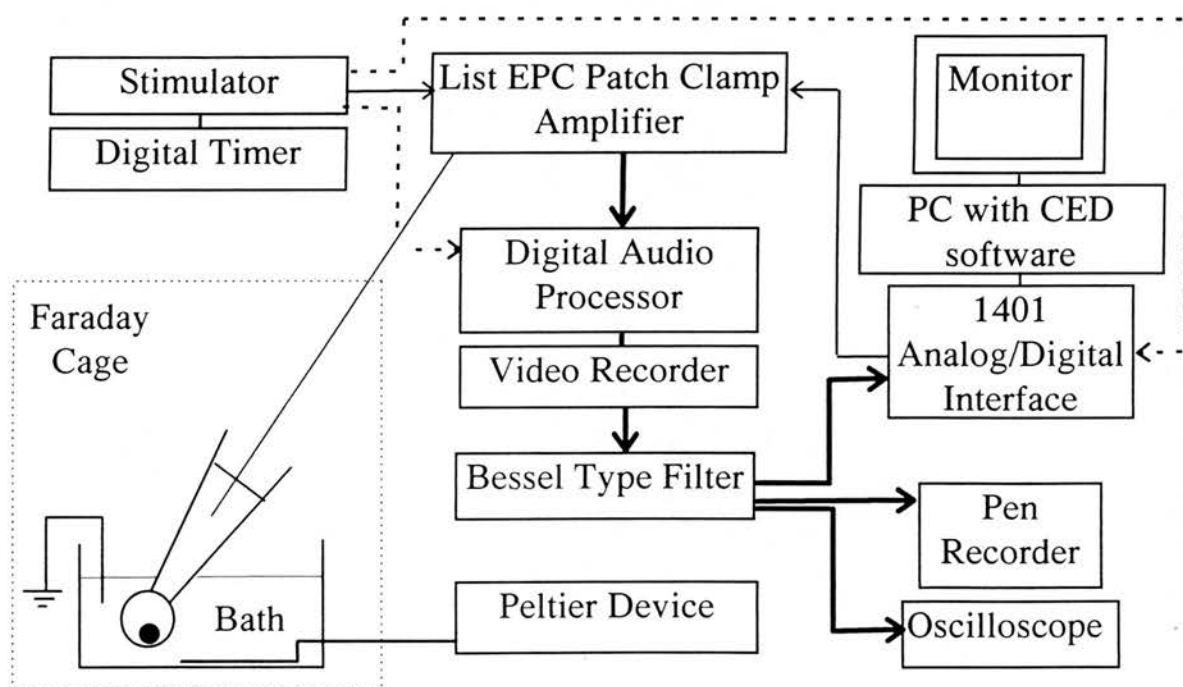 Stimulator
Digital Timer
List EPC Patch Clamp
Amplifier
Monitor
PC with CED
software
1401
Analog/Digital
Interface
Digital Audio
Processor
Video Recorder
Bessel Type Filter
Pen
Recorder
Oscilloscope
Peltier Device
Faraday
Cage
Bath